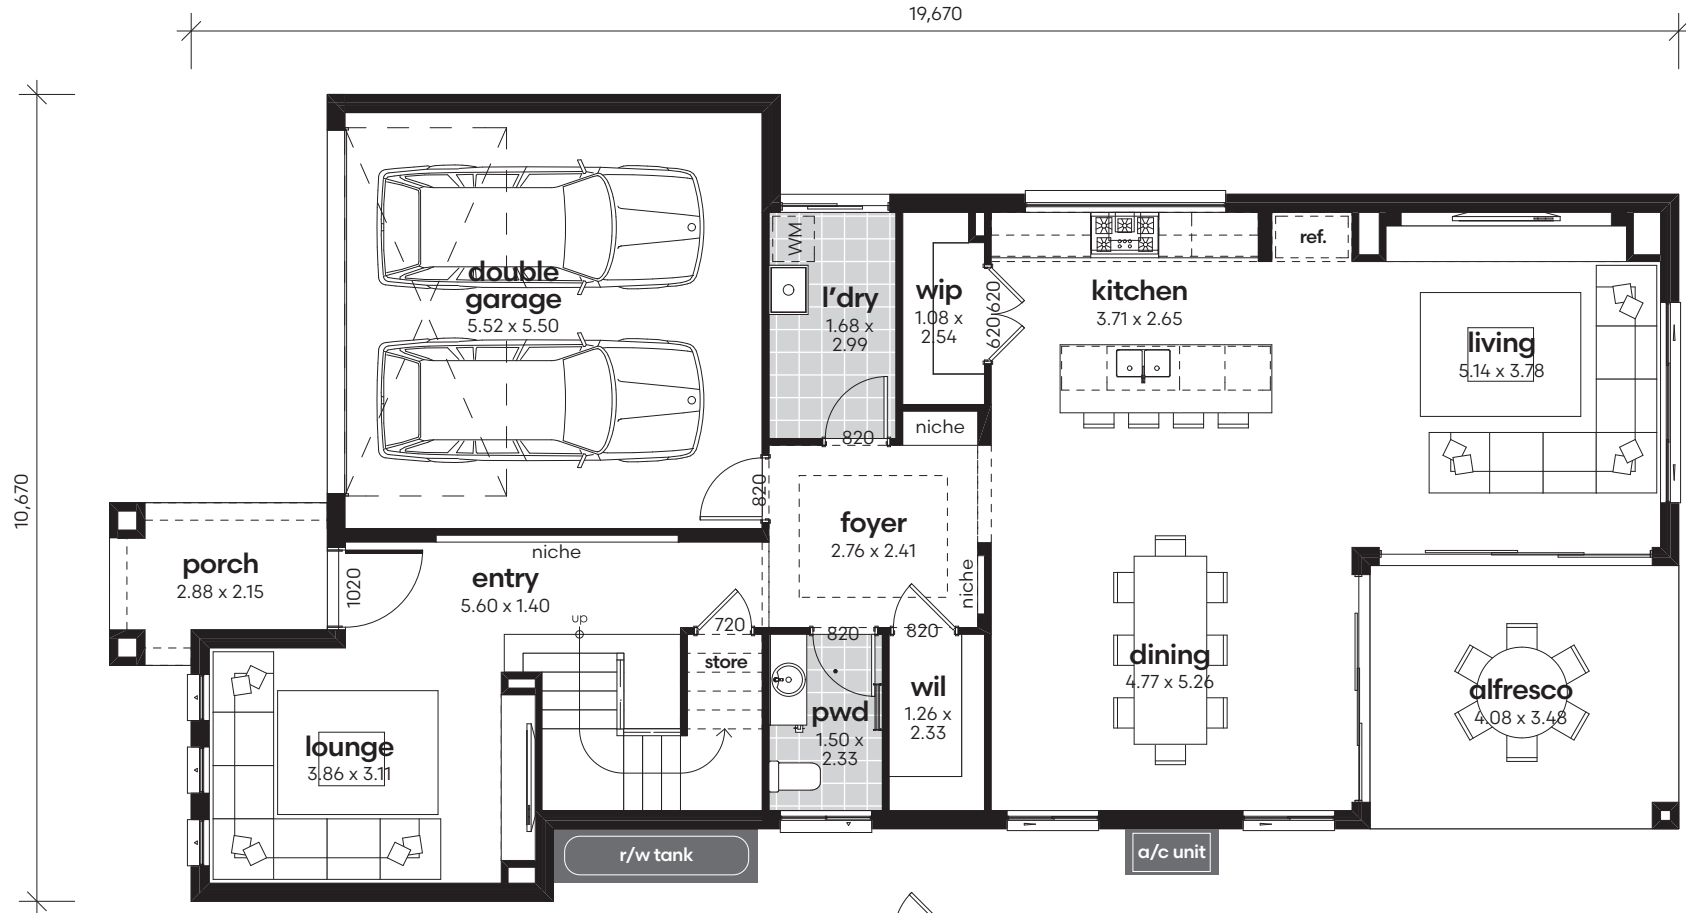 19,670
10,670
double
garage
5.52 x 5.50
WM
l'dry
1.68 x
2.99
820
wip
1.08 x
2.54
620
620
niche
kitchen
3.71 x 2.65
ref.
living
5.14 x 3.78
820
foyer
2.76 x 2.41
niche
porch
2.88 x 2.15
1020
niche
entry
5.60 x 1.40
up
720
store
820
820
lounge
3.86 x 3.11
pwd
1.50 x
2.33
wil
1.26 x
2.33
dining
4.77 x 5.26
alfresco
4.08 x 3.48
r/w tank
a/c unit